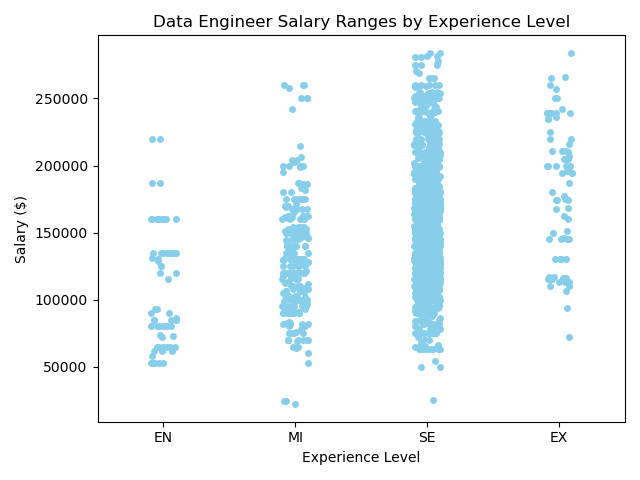 Data Engineer Salary Ranges by Experience Level
Salary ($)
250000
200000
150000
100000
50000
EN
MI
SE
EX
Experience Level